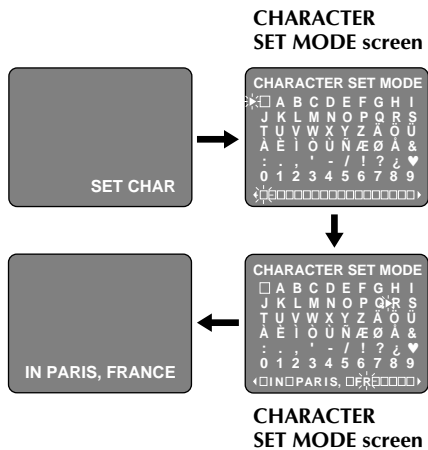 CHARACTER
SET MODE screen
SET CHAR
CHARACTER SET MODE
□ A B C D E F G H I
J K L M N O P Q R S
T U V W X Y Z Ä Ö Ü
À È Ì Ò Ù Ñ Æ Ø Å &
: . , ' - / ! ? ¿ ♥
0 1 2 3 4 5 6 7 8 9
IN PARIS, FRANCE
CHARACTER SET MODE
□ A B C D E F G H I
J K L M N O P Q R S
T U V W X Y Z Ä Ö Ü
À È Ì Ò Ù Ñ Æ Ø Å &
: . , ' - / ! ? ¿ ♥
0 1 2 3 4 5 6 7 8 9
□IN□PARIS, □FRE□□□□
CHARACTER
SET MODE screen